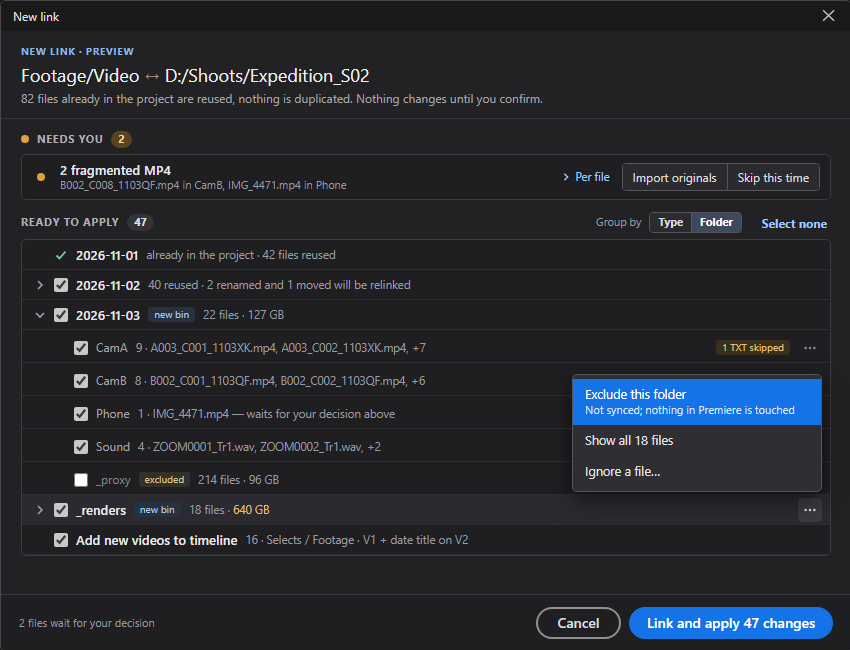 New link
NEW LINK · PREVIEW
Footage/Video ↔ D:/Shoots/Expedition_S02
82 files already in the project are reused, nothing is duplicated. Nothing changes until you confirm.
NEEDS YOU 2
2 fragmented MP4
B002_C008_1103QF.mp4 in CamB, IMG_4471.mp4 in Phone
Per file Import originals Skip this time
READY TO APPLY 47 Group by Type Folder Select none
2026-11-01 already in the project · 42 files reused
2026-11-02 40 reused · 2 renamed and 1 moved will be relinked
2026-11-03 new bin 22 files · 127 GB
CamA 9 · A003_C001_1103XK.mp4, A003_C002_1103XK.mp4, +7 1 TXT skipped ···
CamB 8 · B002_C001_1103QF.mp4, B002_C002_1103QF.mp4, +6
Phone 1 · IMG_4471.mp4 — waits for your decision above
Sound 4 · ZOOM0001_Tr1.wav, ZOOM0002_Tr1.wav, +2
_proxy excluded 214 files · 96 GB
Exclude this folder
Not synced; nothing in Premiere is touched
Show all 18 files
Ignore a file...
_renders new bin 18 files · 640 GB ···
Add new videos to timeline 16 · Selects / Footage · V1 + date title on V2
2 files wait for your decision Cancel Link and apply 47 changes